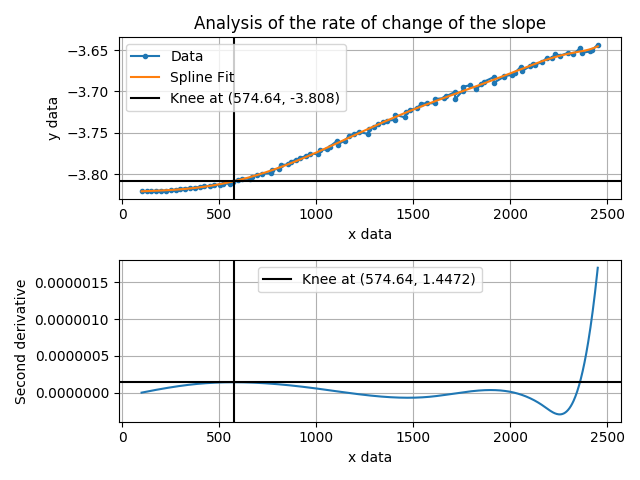 Analysis of the rate of change of the slope
−3.65
−3.70
−3.75
−3.80
y data
Data
Spline Fit
Knee at (574.64, -3.808)
0
500
1000
1500
2000
2500
x data
0.0000015
0.0000010
0.0000005
0.0000000
Second derivative
Knee at (574.64, 1.4472)
0
500
1000
1500
2000
2500
x data